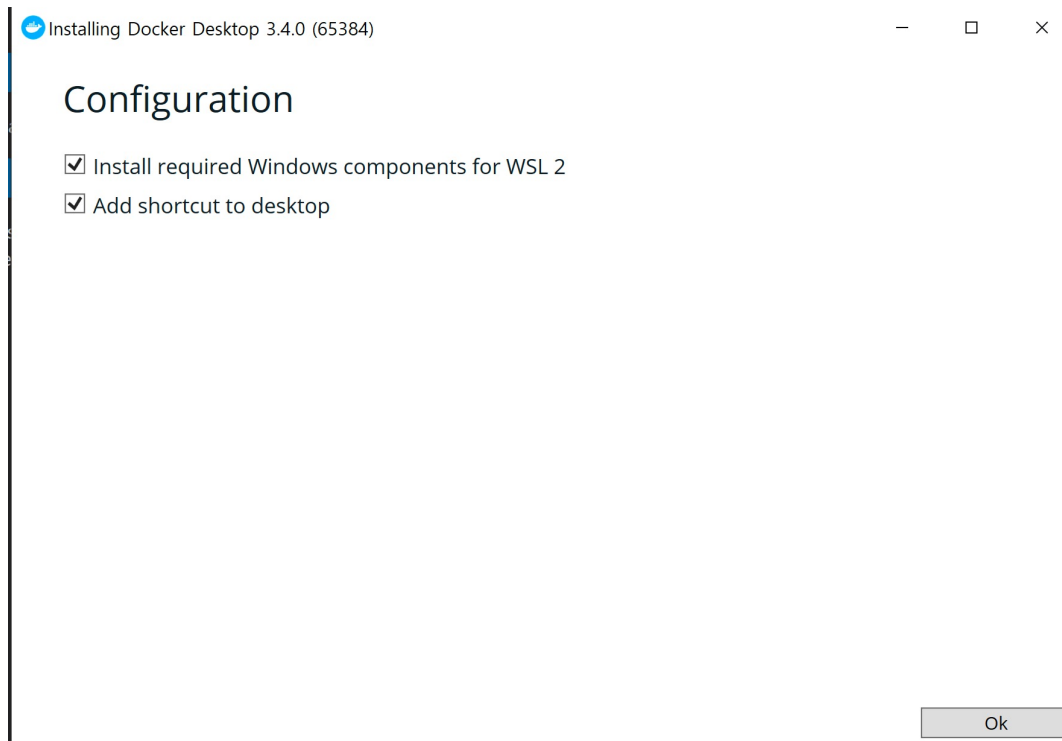 Installing Docker Desktop 3.4.0 (65384)
Configuration
Install required Windows components for WSL 2
Add shortcut to desktop
Ok